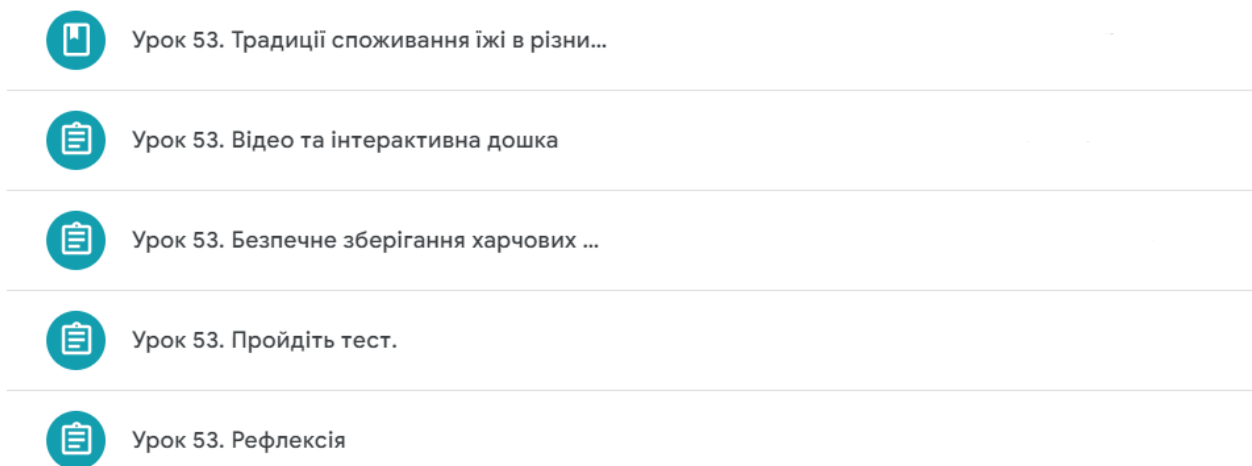 Урок 53. Традиції споживання їжі в різни...
Урок 53. Відео та інтерактивна дошка
Урок 53. Безпечне зберігання харчових ...
Урок 53. Пройдіть тест.
Урок 53. Рефлексія